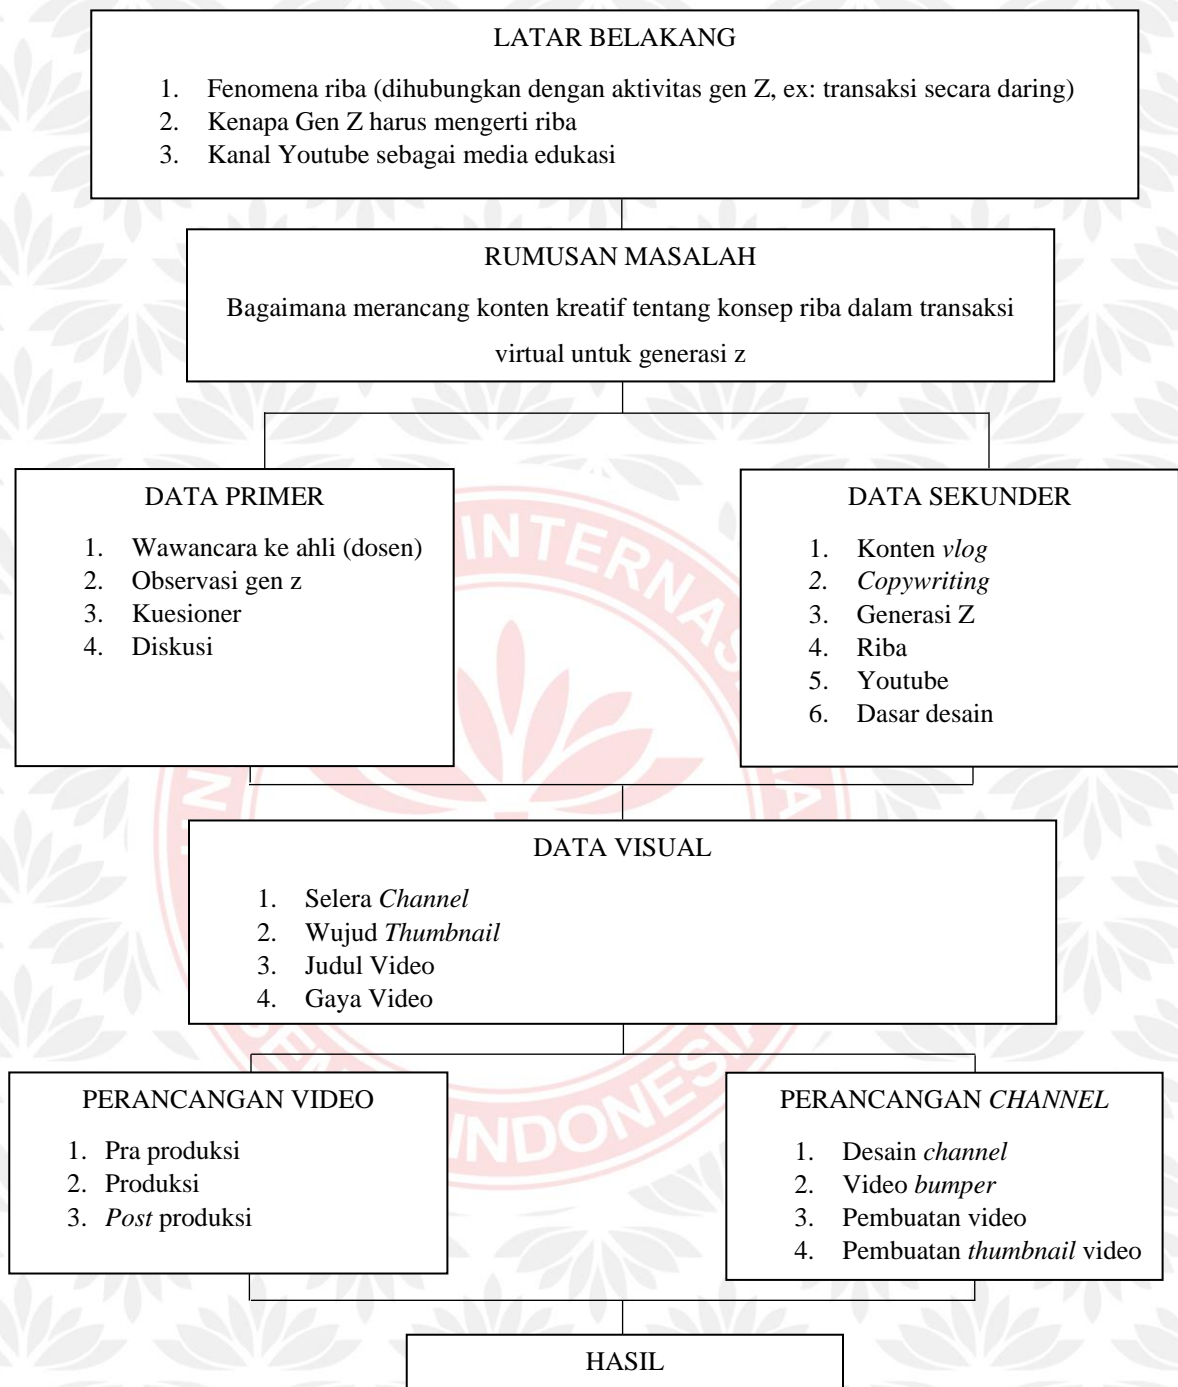 LATAR BELAKANG
1. Fenomena riba (dihubungkan dengan aktivitas gen Z, ex: transaksi secara daring)
2. Kenapa Gen Z harus mengerti riba
3. Kanal Youtube sebagai media edukasi
RUMUSAN MASALAH
Bagaimana merancang konten kreatif tentang konsep riba dalam transaksi
virtual untuk generasi z
DATA PRIMER
1. Wawancara ke ahli (dosen)
2. Observasi gen z
3. Kuesioner
4. Diskusi
DATA SEKUNDER
1. Konten vlog
2. Copywriting
3. Generasi Z
4. Riba
5. Youtube
6. Dasar desain
DATA VISUAL
1. Selera Channel
2. Wujud Thumbnail
3. Judul Video
4. Gaya Video
PERANCANGAN VIDEO
1. Pra produksi
2. Produksi
3. Post produksi
PERANCANGAN CHANNEL
1. Desain channel
2. Video bumper
3. Pembuatan video
4. Pembuatan thumbnail video
HASIL